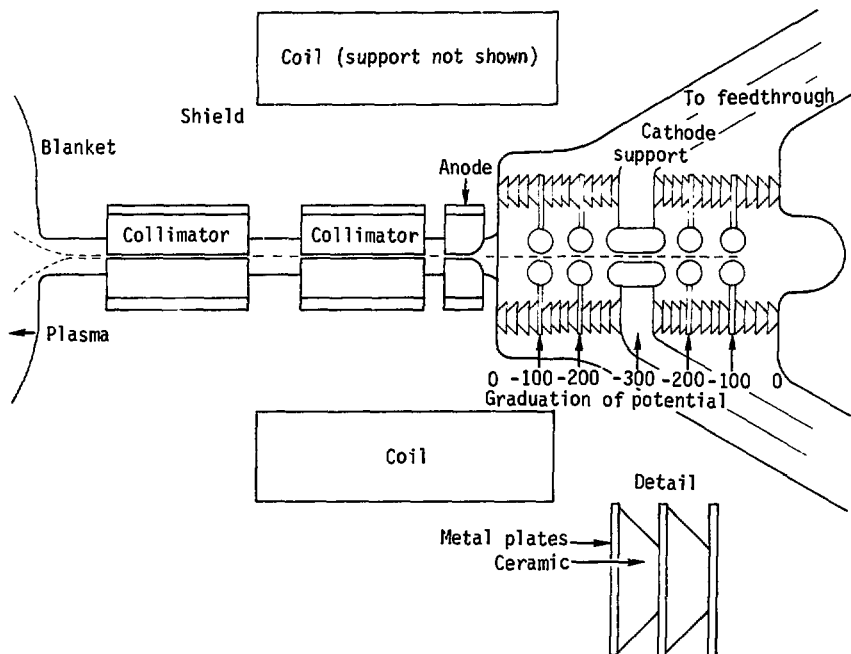 Coil (support not shown)
To feedthrough
Shield
Cathode
support
Blanket
Anode
Collimator
Collimator
Plasma
0 -100 -200 -300 -200 -100 0
Graduation of potential
Coil
Detail
Metal plates
Ceramic